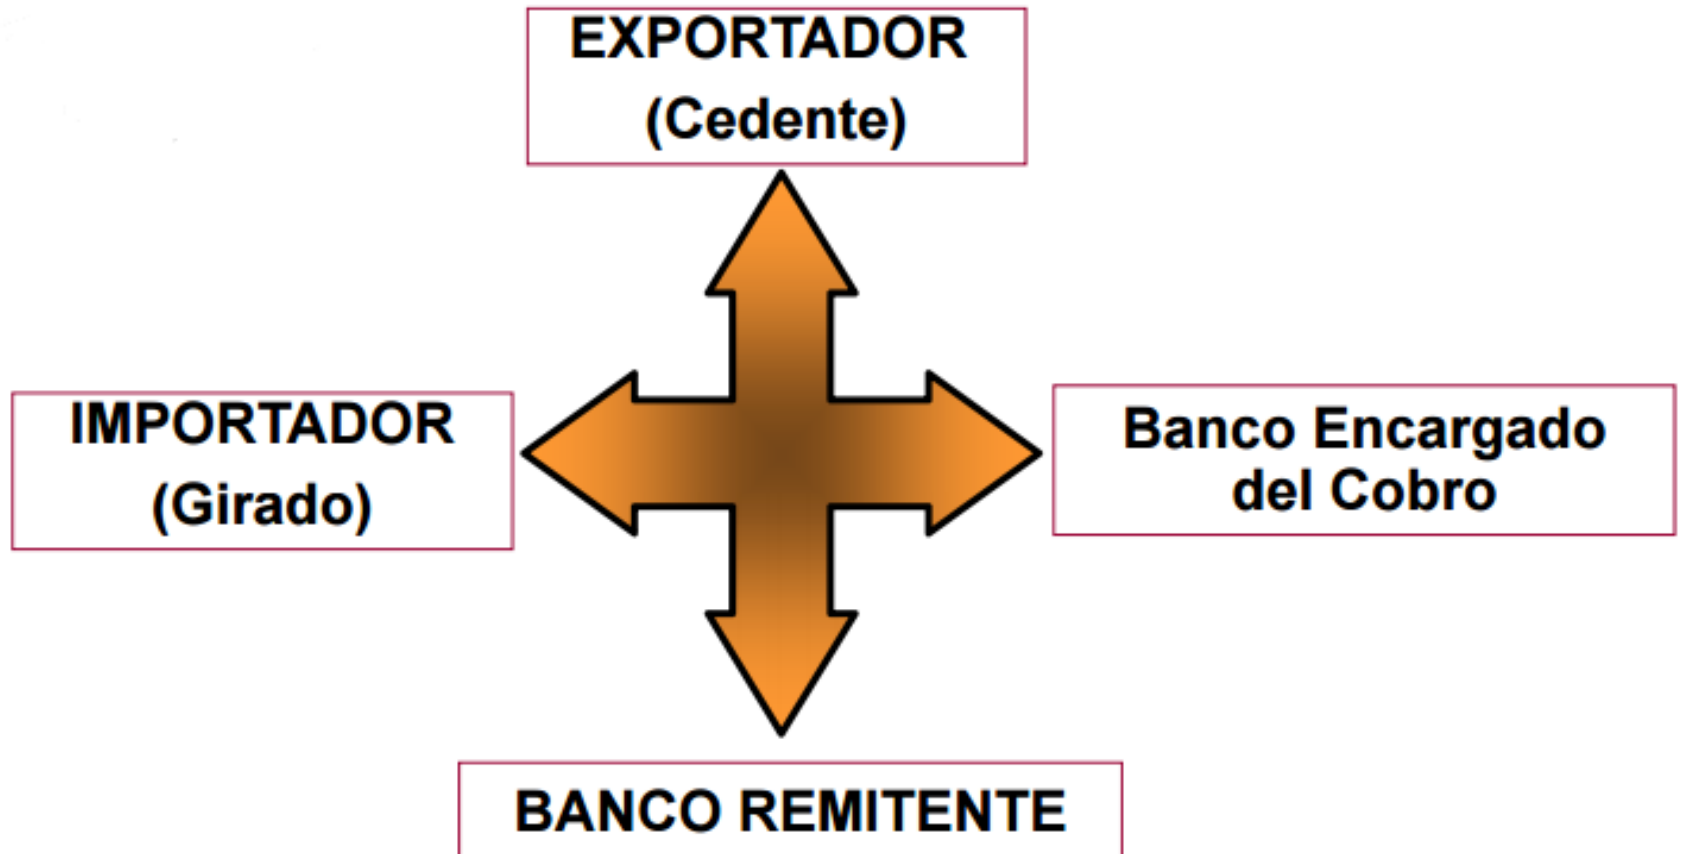 EXPORTADOR
(Cedente)
IMPORTADOR
(Girado)
Banco Encargado
del Cobro
BANCO REMITENTE